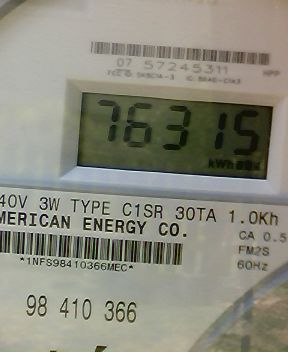 07 57245311
76315
kWh
40V 3W TYPE C1SR 30TA 1.0Kh
MERICAN ENERGY CO.
CA 0.5
FM2S
60Hz
*1NFS98410366MEC*
98 410 366